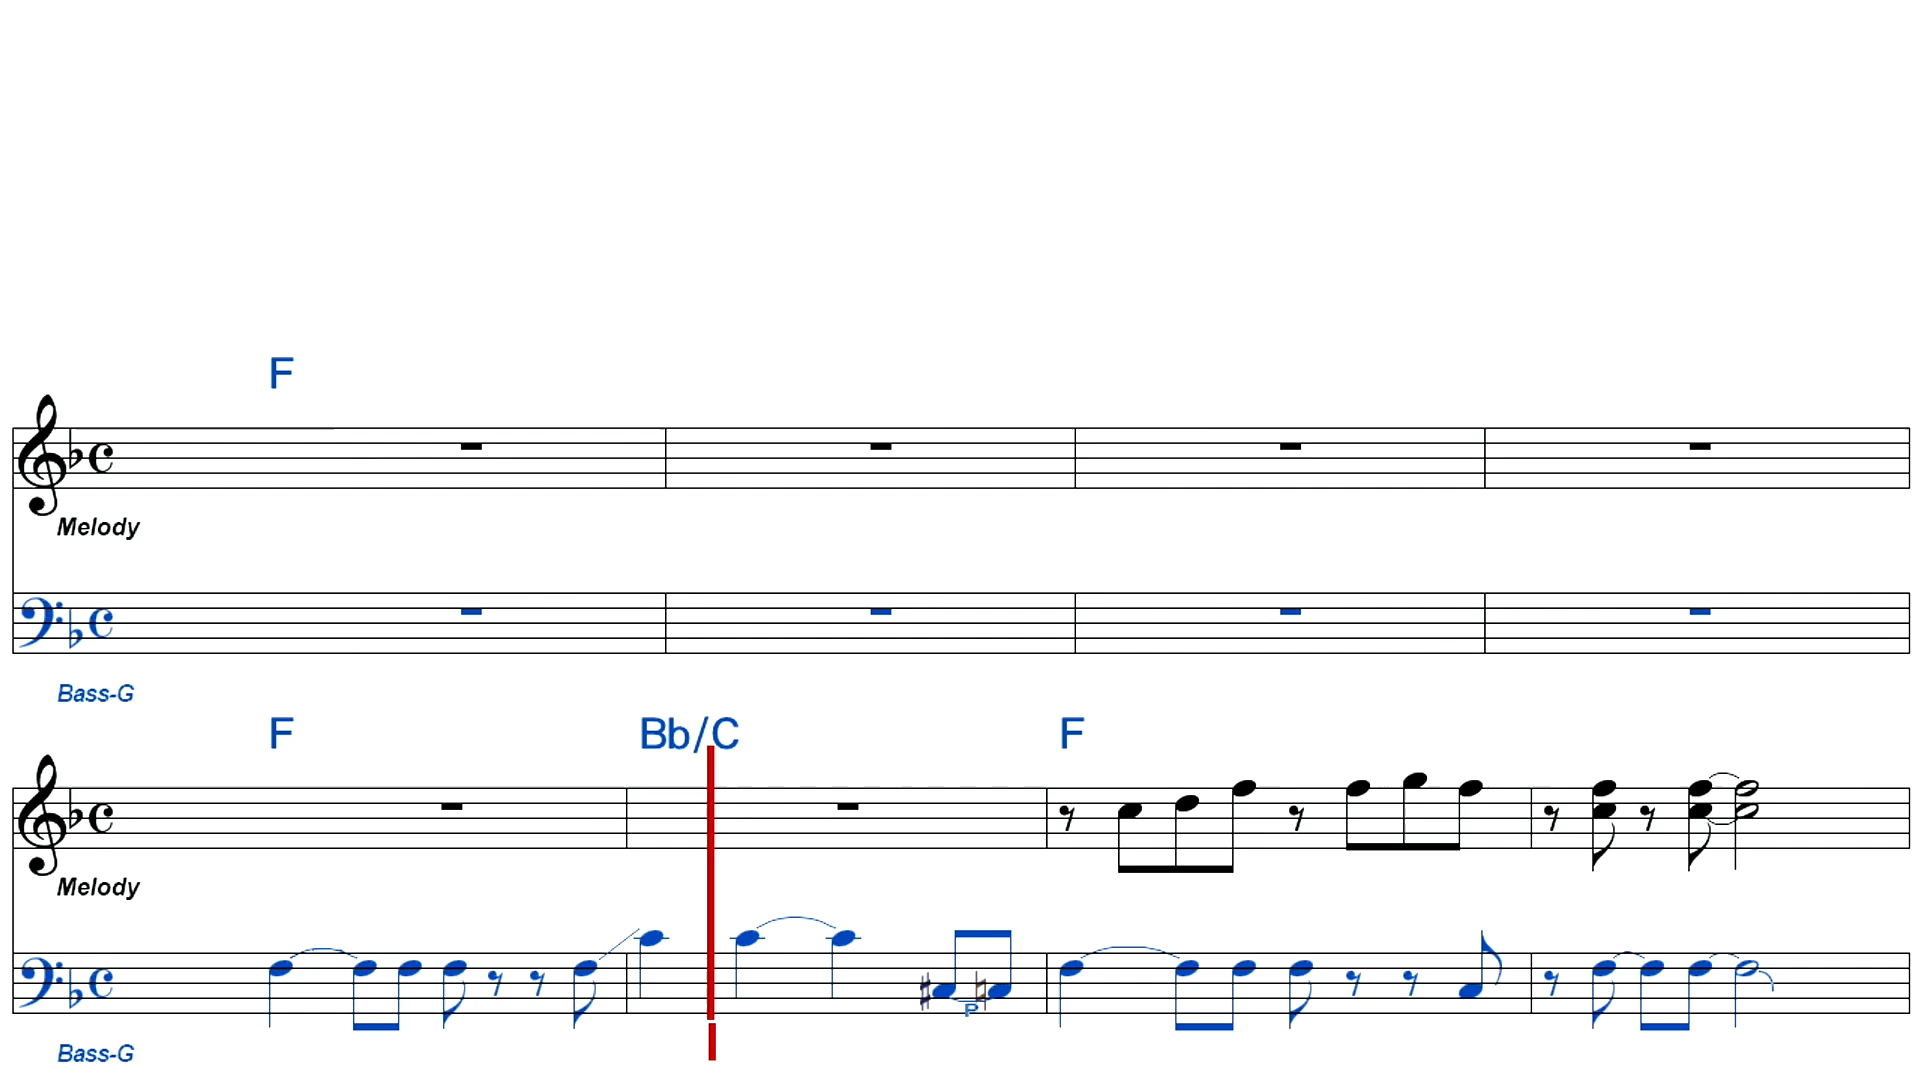 F
Melody
Bass-G
F Bb/C F
Melody
P
Bass-G